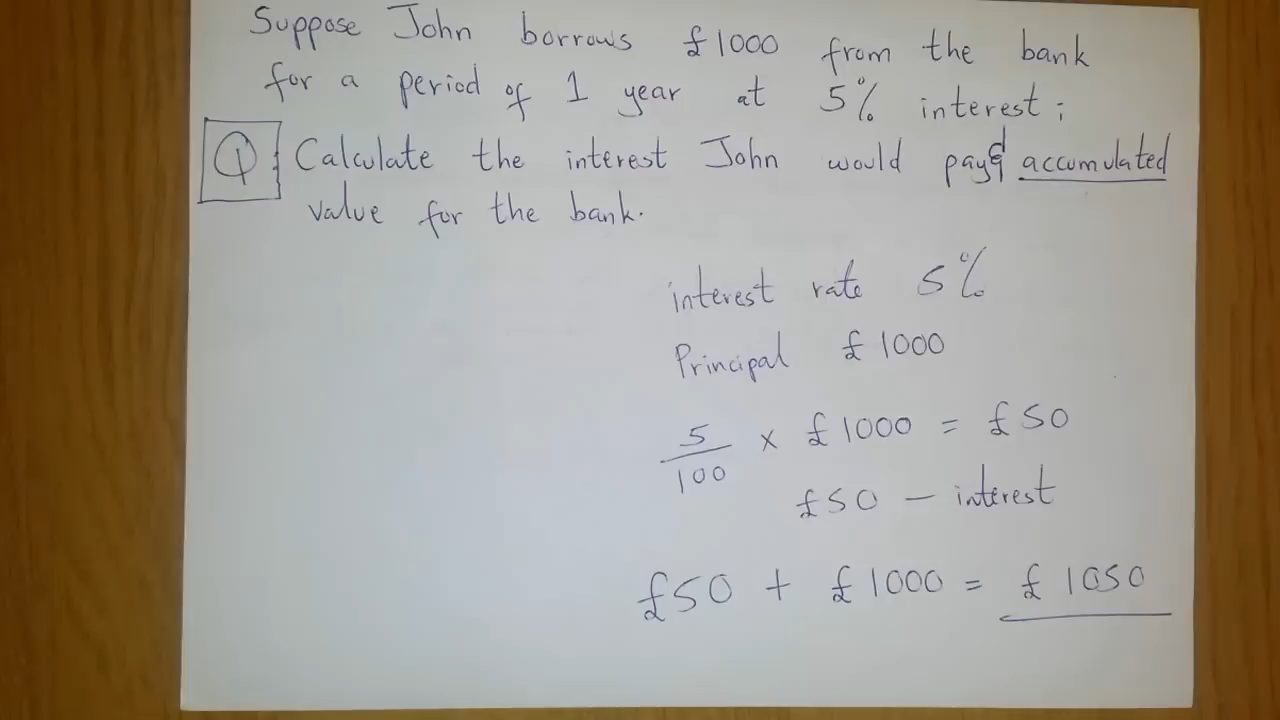 Suppose John borrows £1000 from the bank
for a period of 1 year at 5% interest;
Q Calculate the interest John would pay & accumulated
value for the bank.
interest rate 5%
Principal £1000
5/100 x £1000 = £50
£50 – interest
£50 + £1000 = £1050